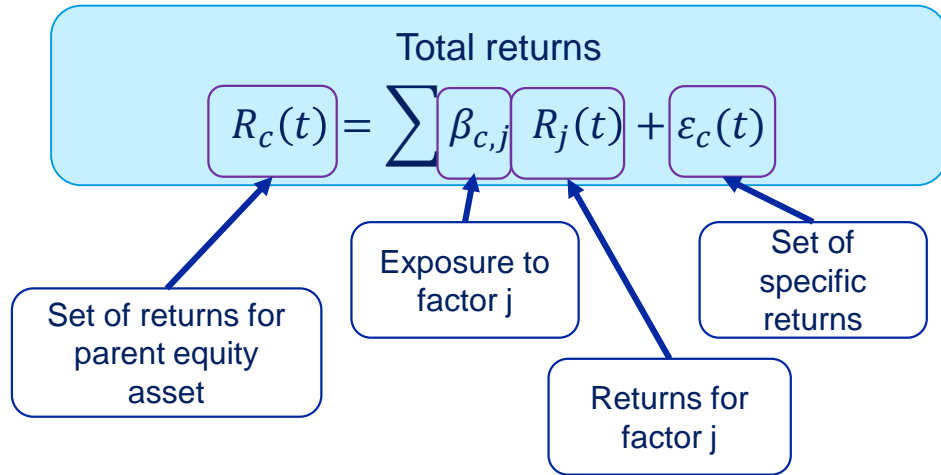 Total returns
R_c(t) = ∑ β_{c,j} R_j(t) + ε_c(t)
Exposure to
factor j
Set of
specific
returns
Set of returns for
parent equity
asset
Returns for
factor j